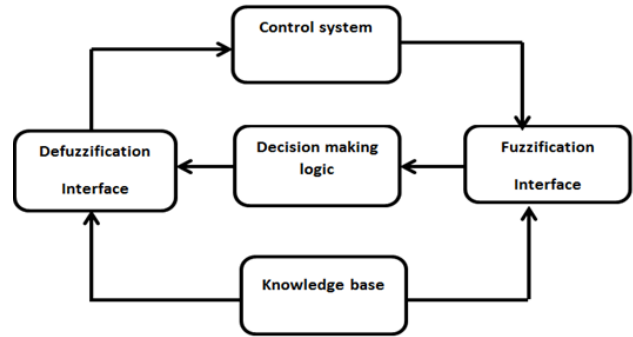 Control system
Defuzzification
Interface
Decision making
logic
Fuzzification
Interface
Knowledge base